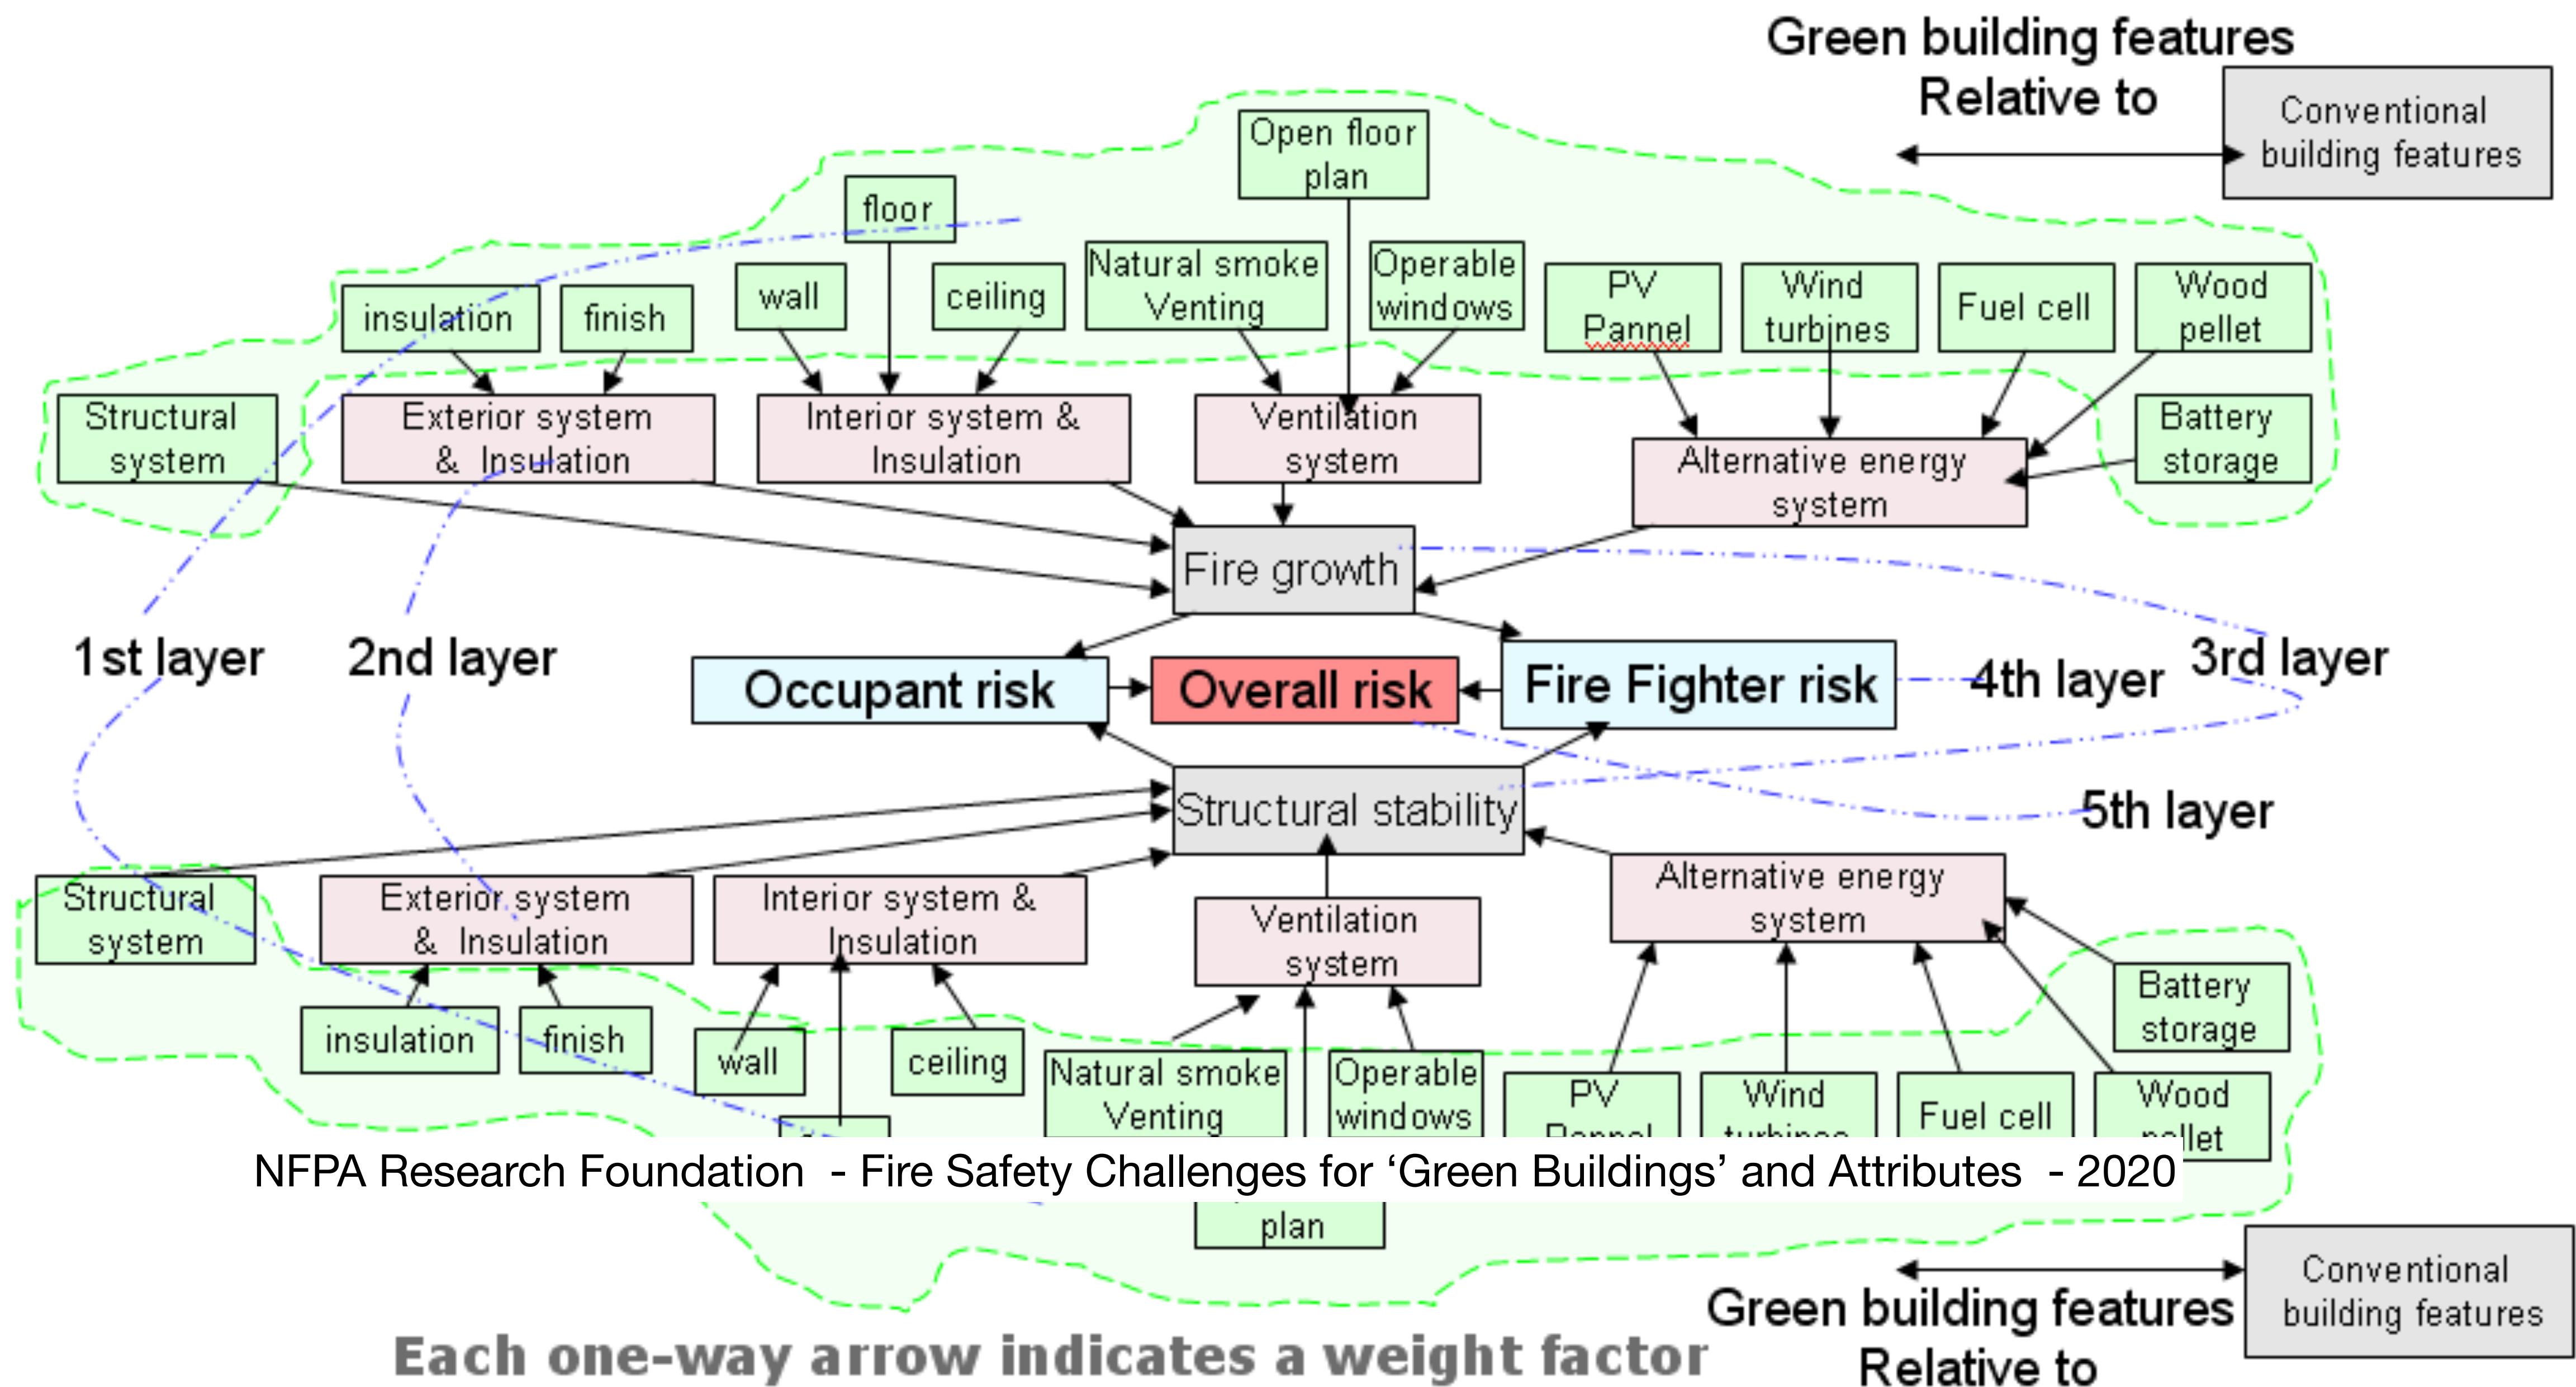 Green building features
Relative to
Conventional
building features
Open floor
plan
floor
Natural smoke
Venting
Operable
windows
wall
ceiling
PV
Pannel
Wind
turbines
Fuel cell
Wood
pellet
insulation
finish
Structural
system
Exterior system
& Insulation
Interior system &
Insulation
Ventilation
system
Alternative energy
system
Battery
storage
Fire growth
1st layer
2nd layer
Occupant risk
Overall risk
Fire Fighter risk
4th layer
3rd layer
Structural stability
5th layer
Structural
system
Exterior system
& Insulation
Interior system &
Insulation
Ventilation
system
Alternative energy
system
Battery
storage
insulation
finish
wall
ceiling
Natural smoke
Venting
Operable
windows
PV
Pannel
Wind
turbines
Fuel cell
Wood
pellet
NFPA Research Foundation - Fire Safety Challenges for ‘Green Buildings’ and Attributes - 2020
plan
Conventional
building features
Green building features
Relative to
Each one-way arrow indicates a weight factor